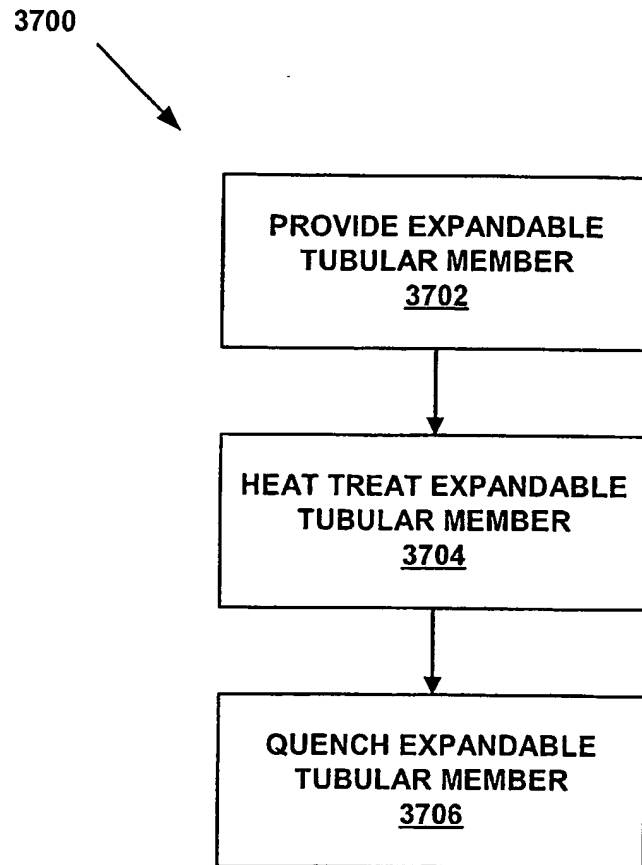 3700
PROVIDE EXPANDABLE
TUBULAR MEMBER
3702
HEAT TREAT EXPANDABLE
TUBULAR MEMBER
3704
QUENCH EXPANDABLE
TUBULAR MEMBER
3706